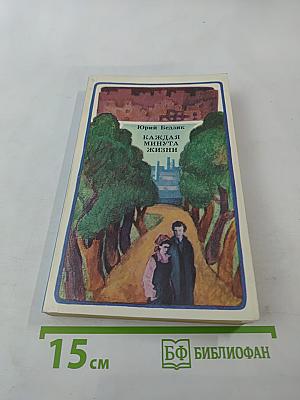 Юрий Бедзик
КАЖДАЯ
МИНУТА
ЖИЗНИ
15 см
БФ БИБЛИОФАН